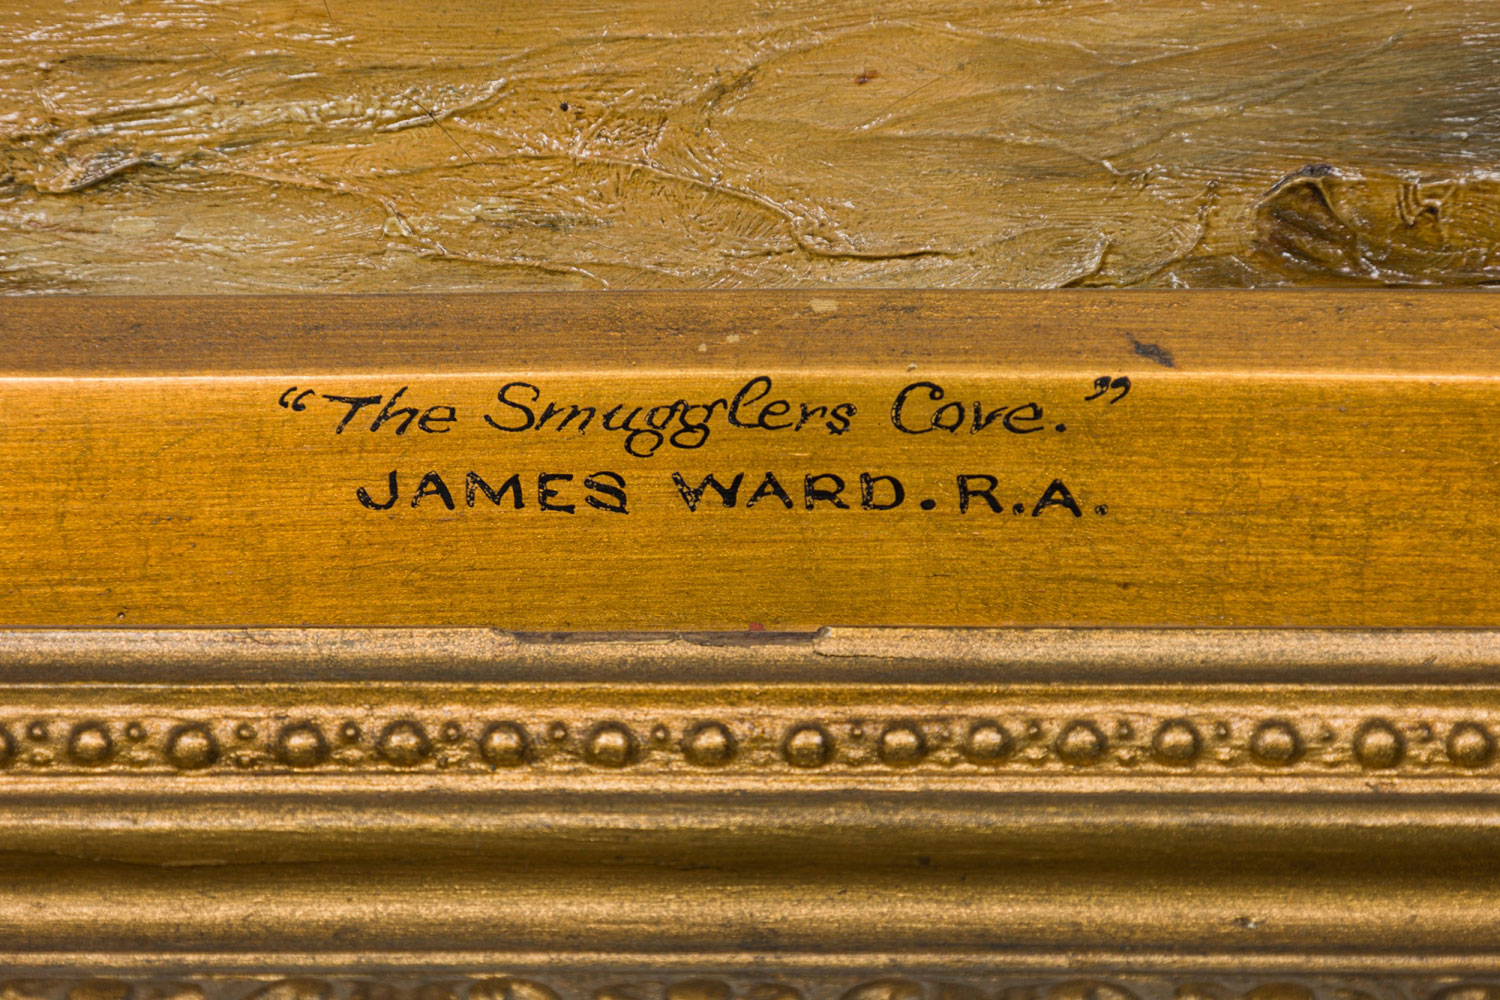 “The Smugglers Cove.”
JAMES WARD. R.A.